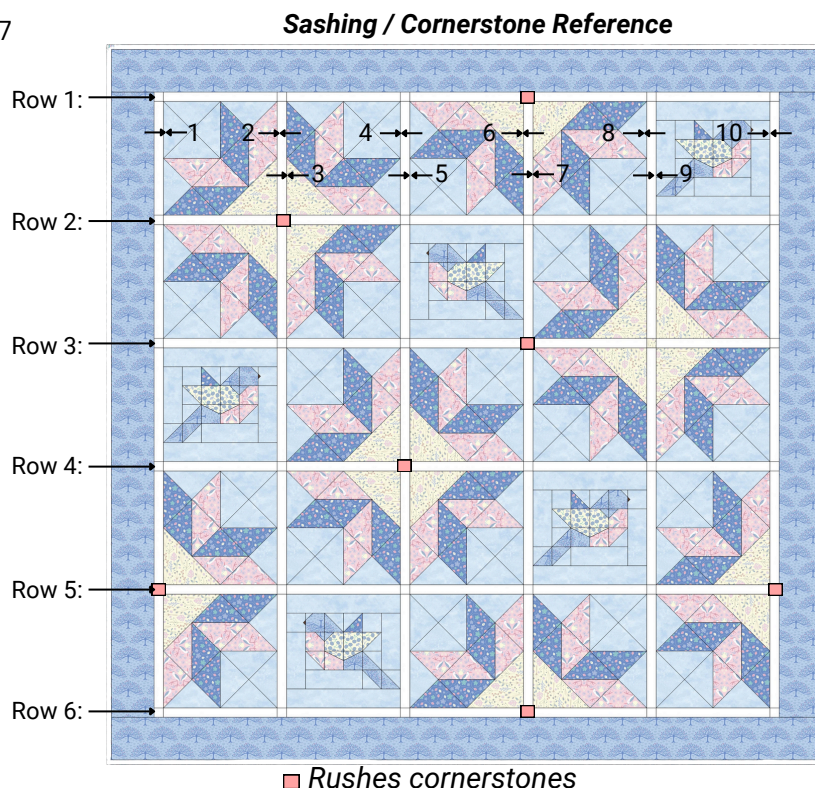 7
Sashing / Cornerstone Reference
Row 1:
1 2 4 6 8 10
3 5 7 9
Row 2:
Row 3:
Row 4:
Row 5:
Row 6:
Rushes cornerstones